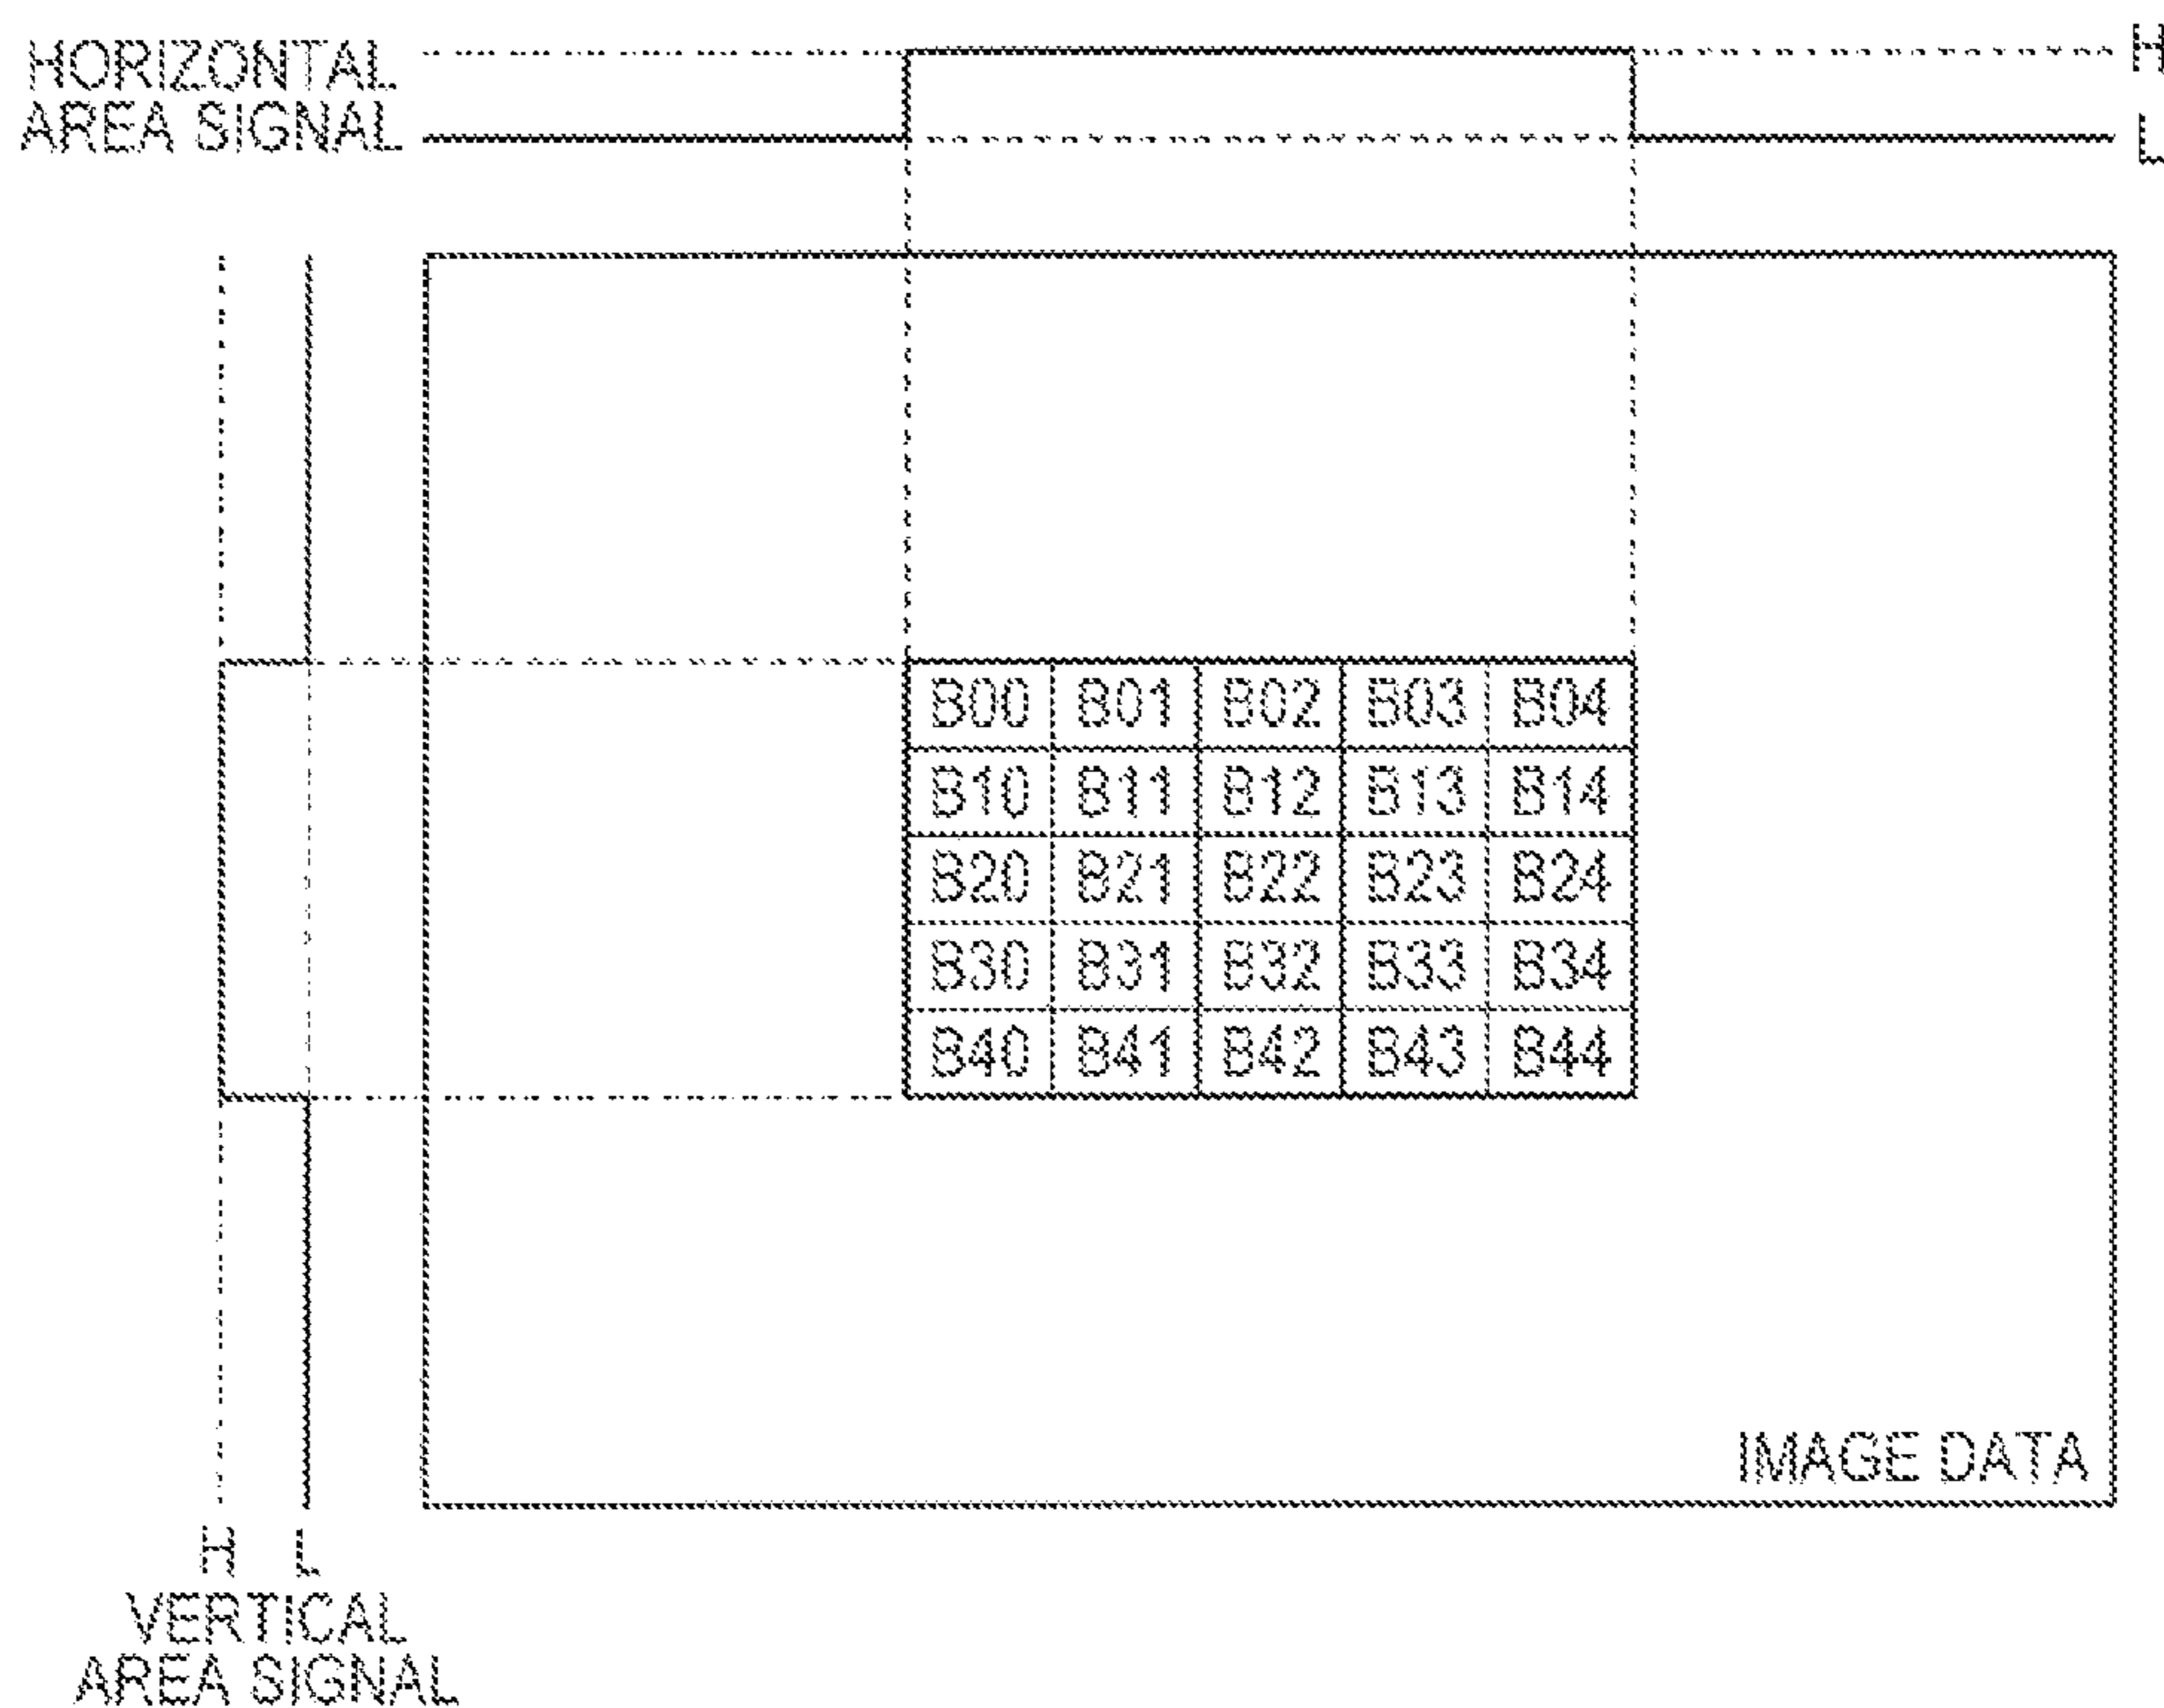 HORIZONTAL
AREA SIGNAL
H
L
B00 B01 B02 B03 B04
B10 B11 B12 B13 B14
B20 B21 B22 B23 B24
B30 B31 B32 B33 B34
B40 B41 B42 B43 B44
IMAGE DATA
H L
VERTICAL
AREA SIGNAL